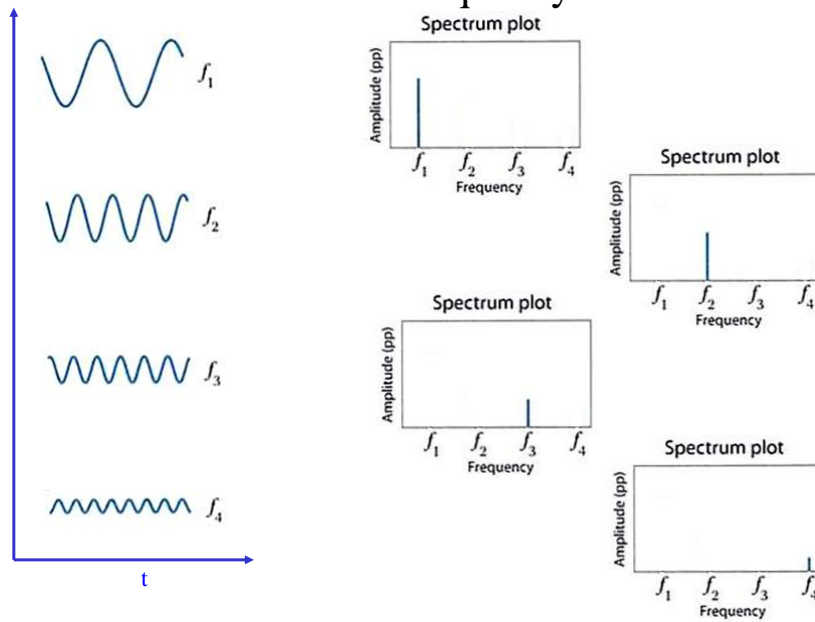 f1
f2
f3
f4
t
Spectrum plot
Amplitude (pp)
f1 f2 f3 f4
Frequency
Spectrum plot
Amplitude (pp)
f1 f2 f3 f4
Frequency
Spectrum plot
Amplitude (pp)
f1 f2 f3 f4
Frequency
Spectrum plot
Amplitude (pp)
f1 f2 f3 f4
Frequency